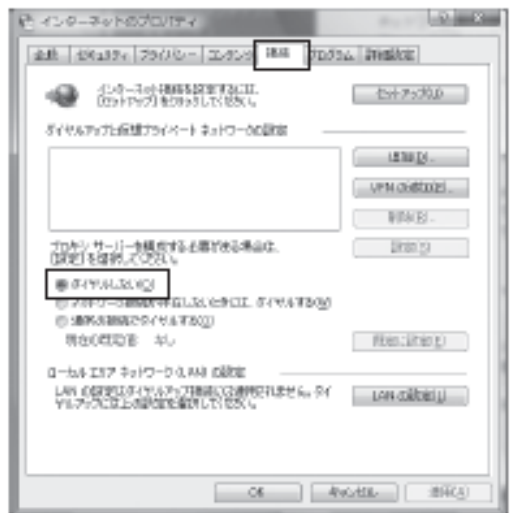 インターネットのプロパティ
全般 セキュリティ プライバシー コンテンツ 接続 プログラム 詳細設定
インターネット接続を設定するには、
[セットアップ] をクリックしてください。
セットアップ(U)
ダイヤルアップと仮想プライベート ネットワークの設定
追加(D)...
VPN の追加(P)...
削除(R)...
プロキシ サーバーを構成する必要がある場合は、
[設定] を選択してください。
設定(S)
ダイヤルしない(C)
ネットワーク接続が存在しないときには、ダイヤルする(W)
通常の接続でダイヤルする(O)
現在の既定値 なし
既定に設定(E)
ローカル エリア ネットワーク (LAN) の設定
LAN の設定はダイヤルアップ接続には適用されません。ダイ
ヤルアップには上の設定を選択してください。
LAN の設定(L)
OK キャンセル 適用(A)